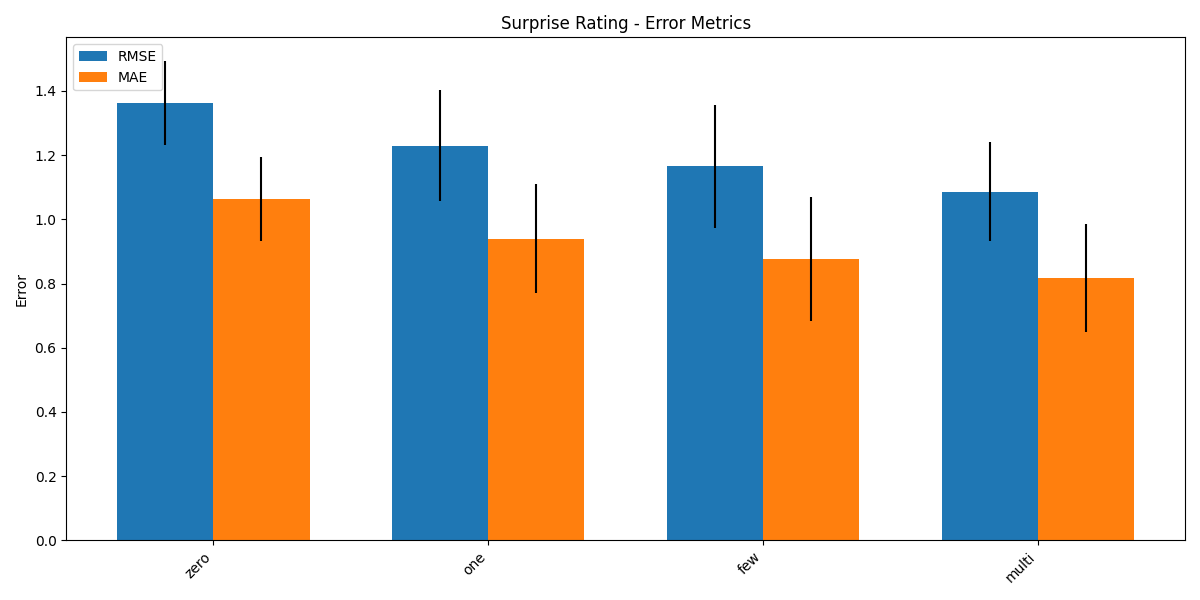 Surprise Rating - Error Metrics
RMSE
MAE
Error
1.4
1.2
1.0
0.8
0.6
0.4
0.2
0.0
zero
one
few
multi